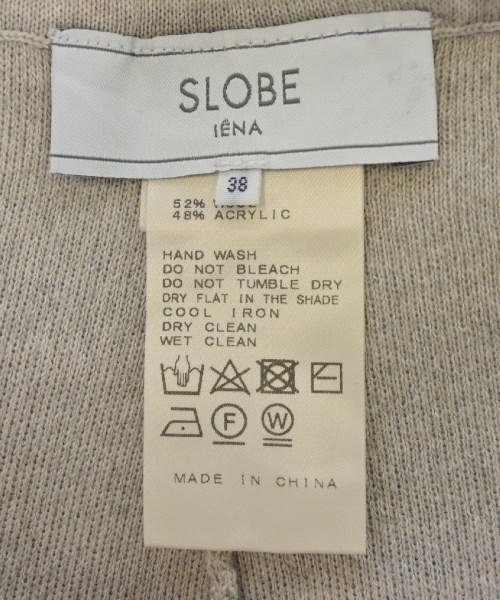 SLOBE
IÊNA
38
52%
48% ACRYLIC
HAND WASH
DO NOT BLEACH
DO NOT TUMBLE DRY
DRY FLAT IN THE SHADE
COOL IRON
DRY CLEAN
WET CLEAN
F W
MADE IN CHINA